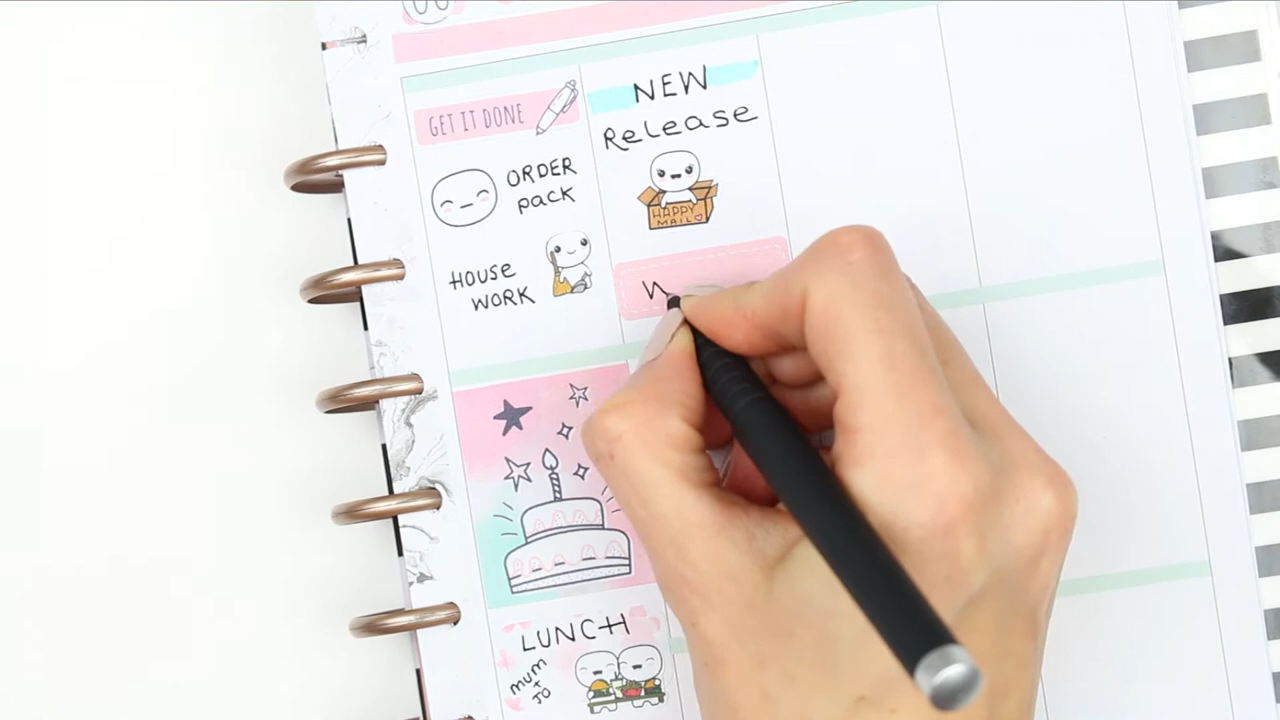 GET IT DONE
ORDER
pack
HOUSE
WORK
NEW
Release
HAPPY
MAIL
LUNCH
mum
+
JO